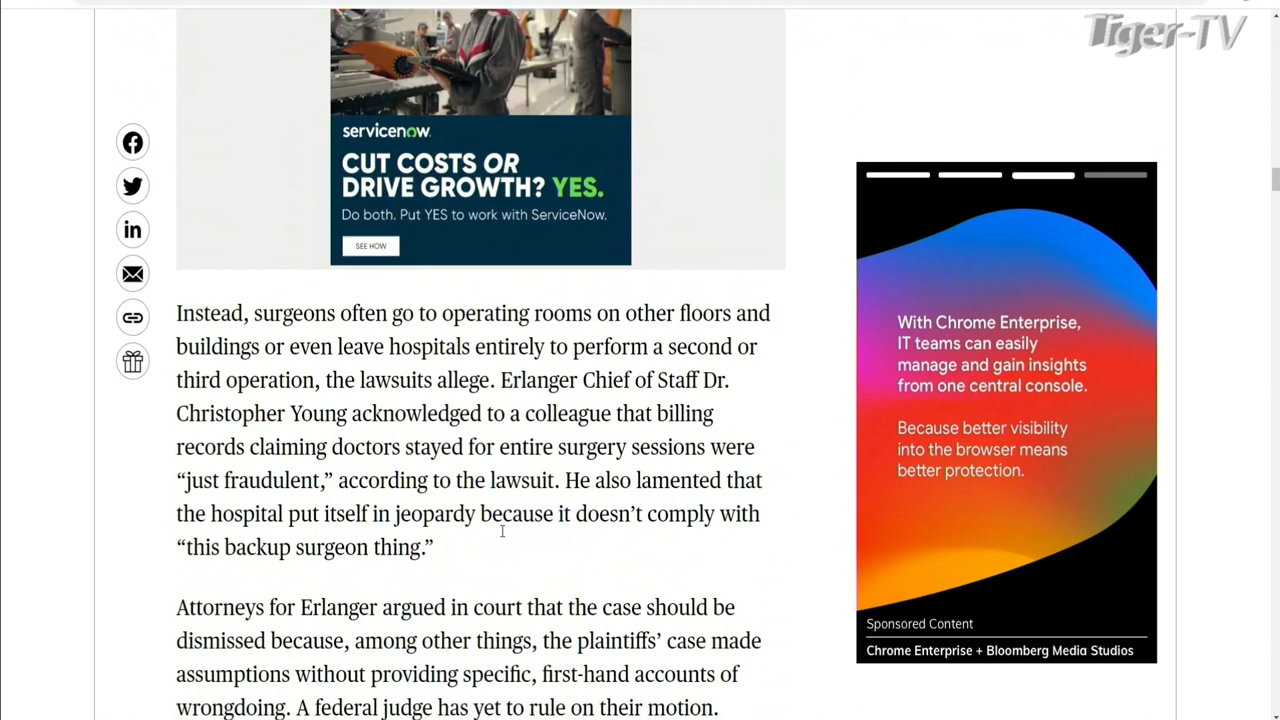 Tiger-TV
servicenow
CUT COSTS OR
DRIVE GROWTH? YES.
Do both. Put YES to work with ServiceNow.
SEE HOW
Instead, surgeons often go to operating rooms on other floors and
buildings or even leave hospitals entirely to perform a second or
third operation, the lawsuits allege. Erlanger Chief of Staff Dr.
Christopher Young acknowledged to a colleague that billing
records claiming doctors stayed for entire surgery sessions were
“just fraudulent,” according to the lawsuit. He also lamented that
the hospital put itself in jeopardy because it doesn’t comply with
“this backup surgeon thing.”
Attorneys for Erlanger argued in court that the case should be
dismissed because, among other things, the plaintiffs’ case made
assumptions without providing specific, first-hand accounts of
wrongdoing. A federal judge has yet to rule on their motion.
With Chrome Enterprise,
IT teams can easily
manage and gain insights
from one central console.
Because better visibility
into the browser means
better protection.
Sponsored Content
Chrome Enterprise + Bloomberg Media Studios